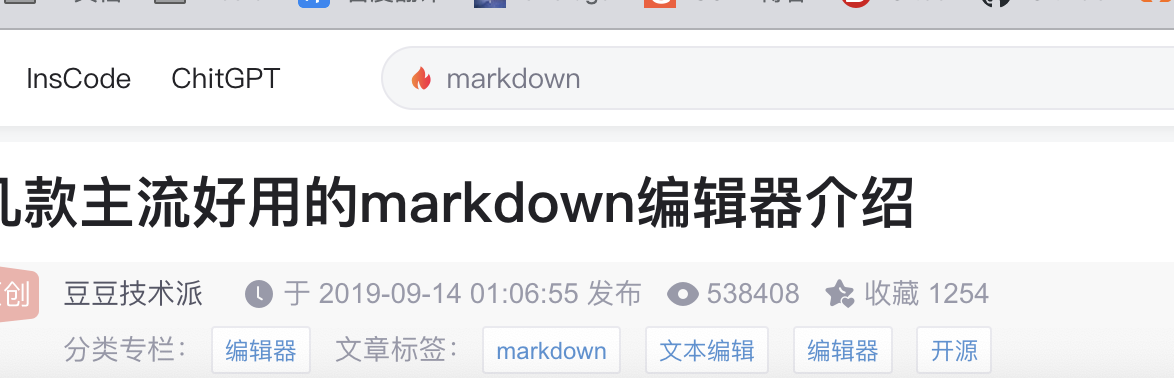 InsCode ChitGPT markdown
几款主流好用的markdown编辑器介绍
创 豆豆技术派 于 2019-09-14 01:06:55 发布 538408 收藏 1254
分类专栏： 编辑器 文章标签： markdown 文本编辑 编辑器 开源